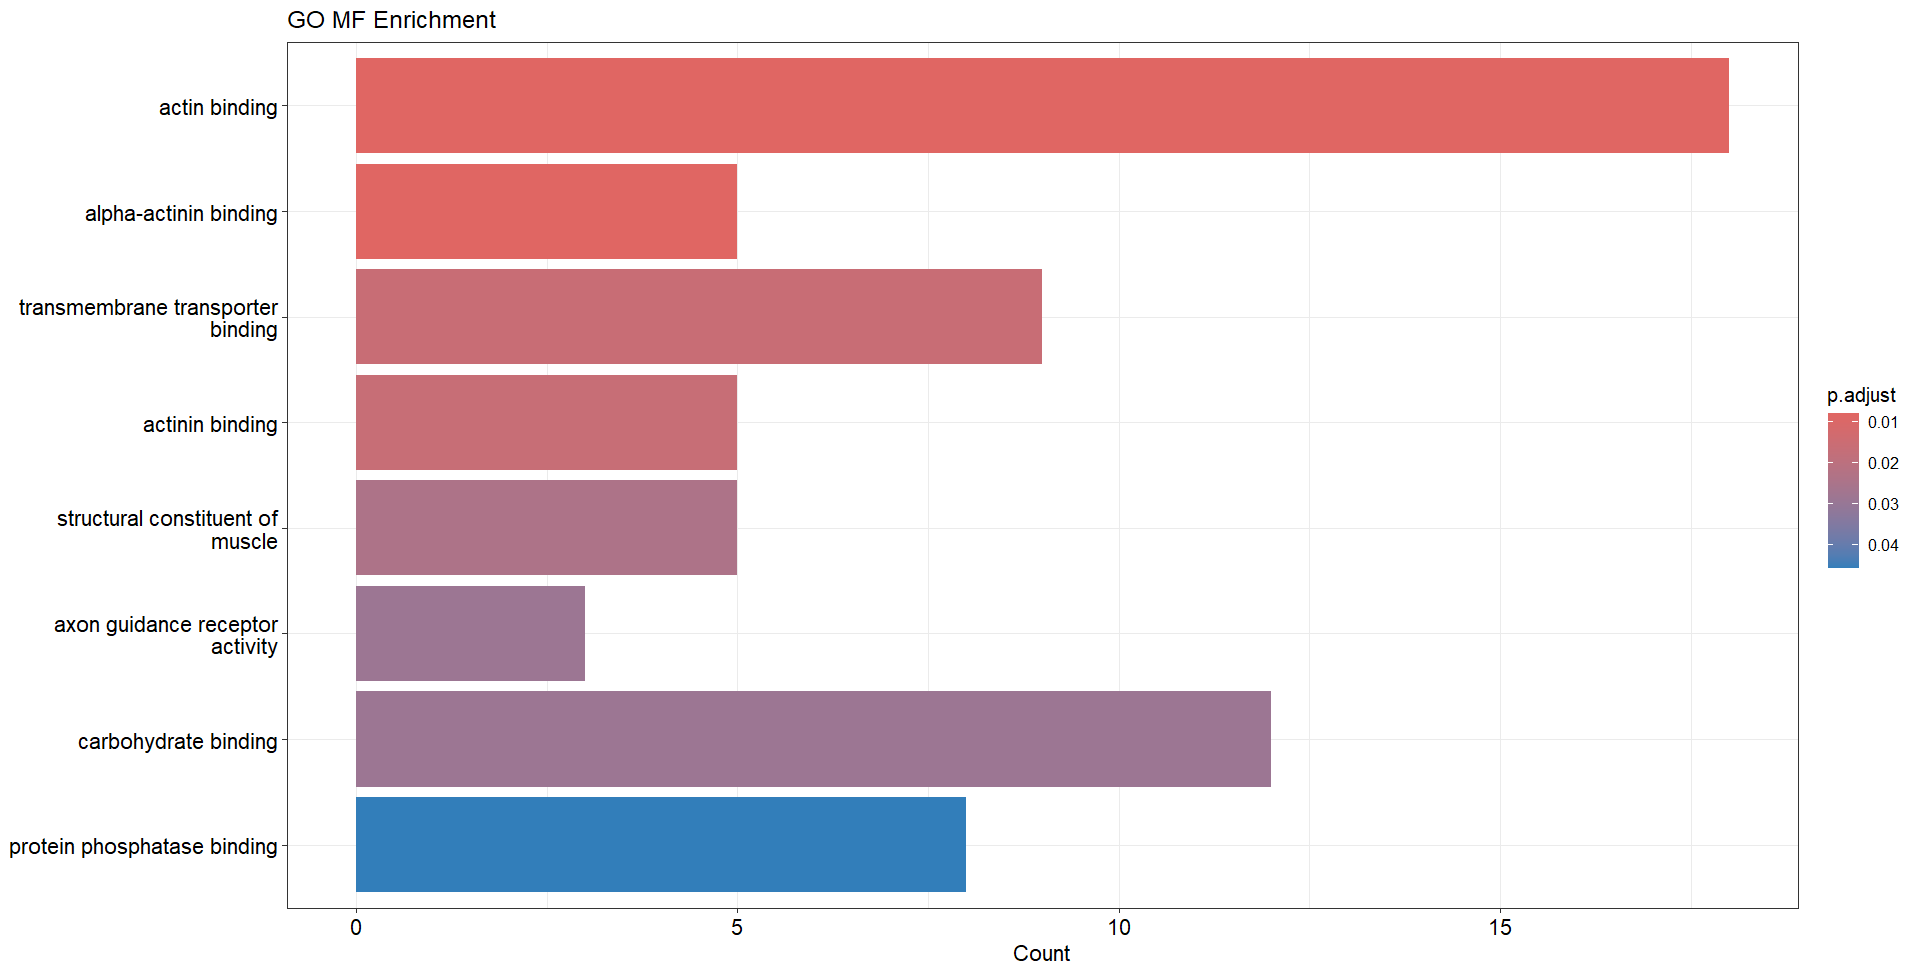 GO MF Enrichment
actin binding
alpha-actinin binding
transmembrane transporter
binding
actinin binding
structural constituent of
muscle
axon guidance receptor
activity
carbohydrate binding
protein phosphatase binding
0
5
10
15
Count
p.adjust
0.01
0.02
0.03
0.04